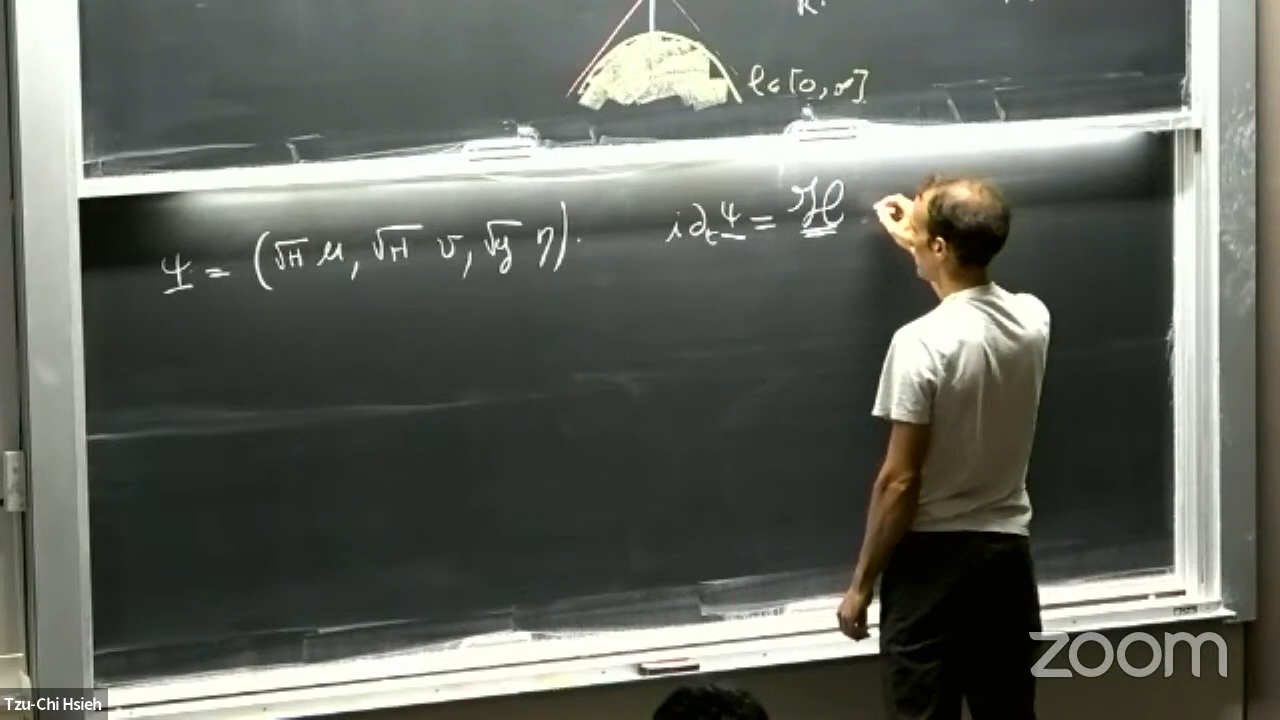 l∈[0,∞]
Ψ = (√H u, √H v, √g η). i∂ₜΨ = ℋ
zoom
Tzu-Chi Hsieh